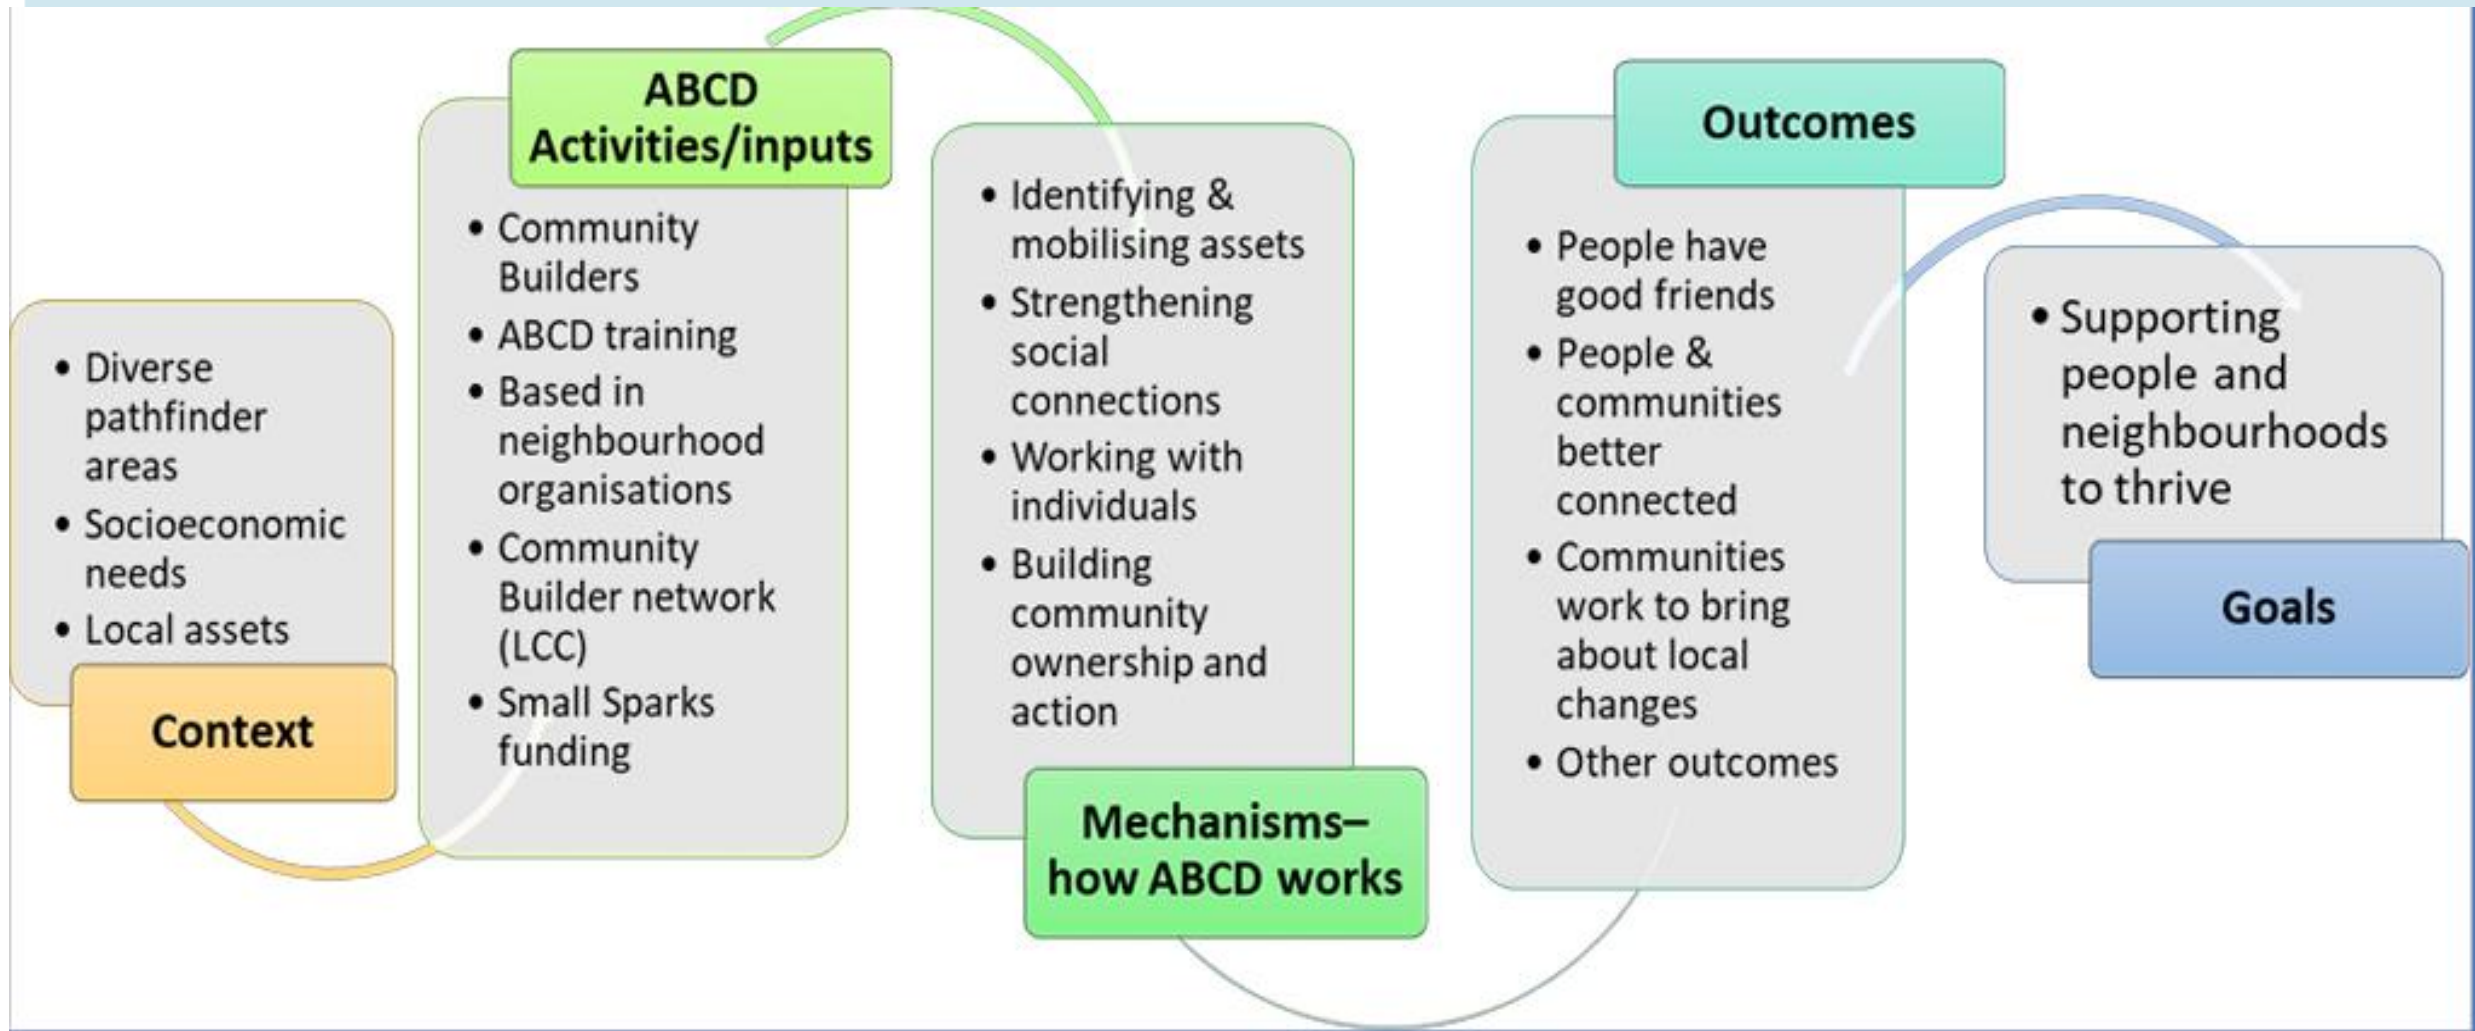 • Diverse
pathfinder
areas
• Socioeconomic
needs
• Local assets
Context
ABCD
Activities/inputs
• Community
Builders
• ABCD training
• Based in
neighbourhood
organisations
• Community
Builder network
(LCC)
• Small Sparks
funding
• Identifying &
mobilising assets
• Strengthening
social
connections
• Working with
individuals
• Building
community
ownership and
action
Mechanisms–
how ABCD works
Outcomes
• People have
good friends
• People &
communities
better
connected
• Communities
work to bring
about local
changes
• Other outcomes
• Supporting
people and
neighbourhoods
to thrive
Goals